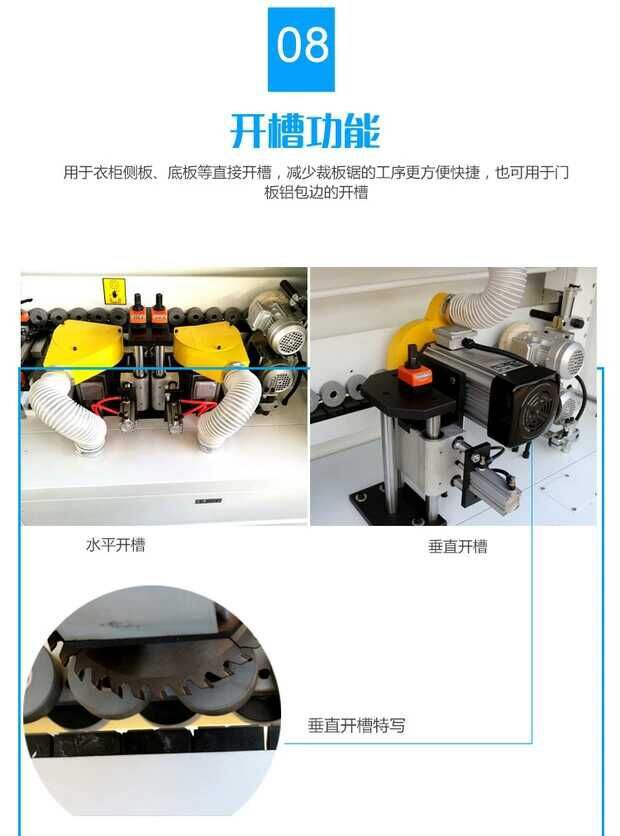 08
开槽功能
用于衣柜侧板、底板等直接开槽，减少裁板锯的工序更方便快捷，也可用于门
板铝包边的开槽
水平开槽
垂直开槽
垂直开槽特写